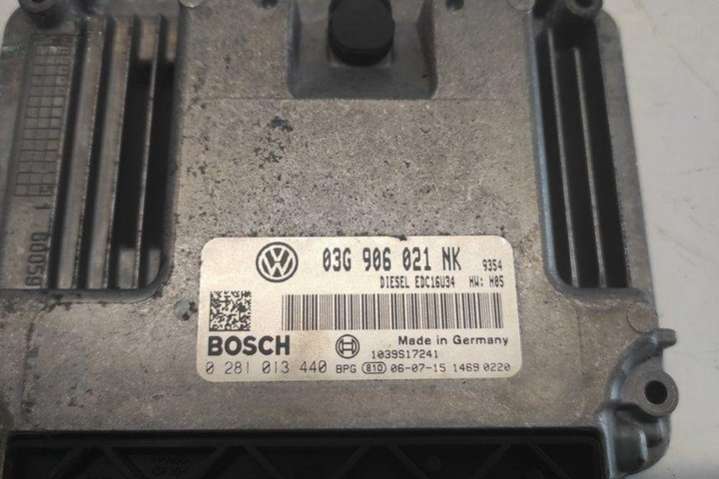 03G 906 021 NK 9354
DIESEL EDC16U34 HW: H05
BOSCH
Made in Germany
1039S17241
0 281 013 440 BPG 810 06-07-15 1469 0220